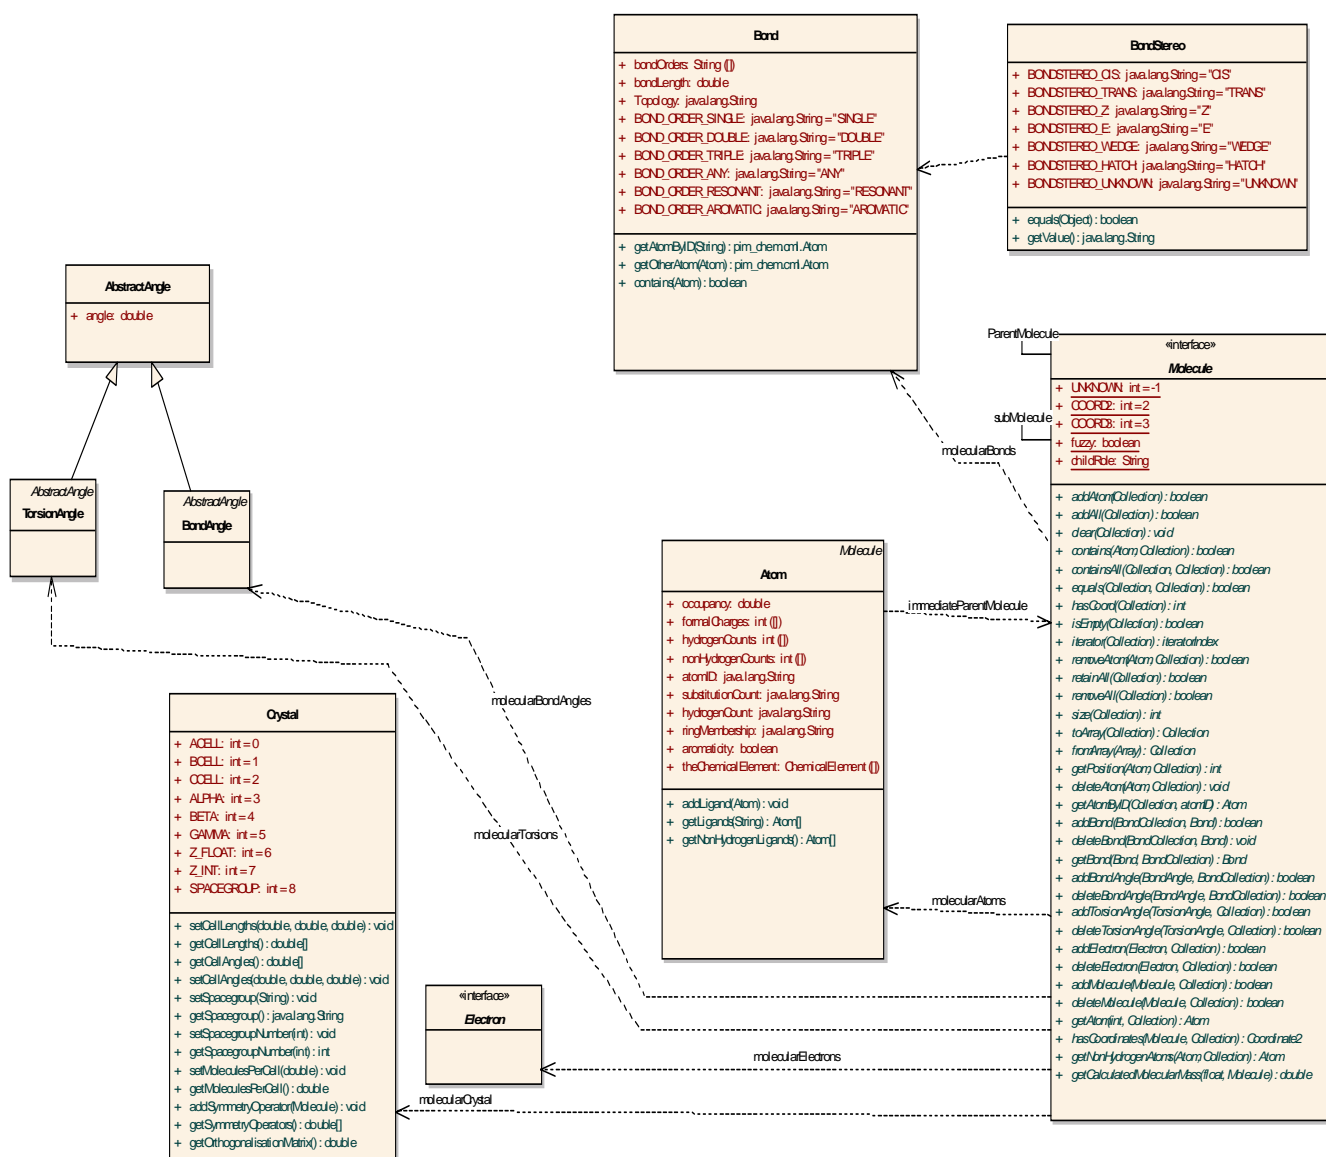 Bond
+ bondOrders: String ([])
+ bondLength: double
+ Topology: java.lang.String
+ BOND_ORDER_SINGLE: java.lang.String = "SINGLE"
+ BOND_ORDER_DOUBLE: java.lang.String = "DOUBLE"
+ BOND_ORDER_TRIPLE: java.lang.String = "TRIPLE"
+ BOND_ORDER_ANY: java.lang.String = "ANY"
+ BOND_ORDER_RESONANT: java.lang.String = "RESONANT"
+ BOND_ORDER_AROMATIC: java.lang.String = "AROMATIC"
+ getAtomByID(String) : pim_chem.cml.Atom
+ getOtherAtom(Atom) : pim_chem.cml.Atom
+ contains(Atom) : boolean
BondStereo
+ BONDSTEREO_CIS: java.lang.String = "CIS"
+ BONDSTEREO_TRANS: java.lang.String = "TRANS"
+ BONDSTEREO_Z: java.lang.String = "Z"
+ BONDSTEREO_E: java.lang.String = "E"
+ BONDSTEREO_WEDGE: java.lang.String = "WEDGE"
+ BONDSTEREO_HATCH: java.lang.String = "HATCH"
+ BONDSTEREO_UNKNOWN: java.lang.String = "UNKNOWN"
+ equals(Object) : boolean
+ getValue() : java.lang.String
AbstractAngle
+ angle: double
AbstractAngle
TorsionAngle
AbstractAngle
BondAngle
ParentMolecule
subMolecule
«interface»
Molecule
+ UNKNOWN: int = -1
+ COORD2: int = 2
+ COORD3: int = 3
+ fuzzy: boolean
+ childRole: String
+ addAtom(Collection) : boolean
+ addAll(Collection) : boolean
+ clear(Collection) : void
+ contains(Atom, Collection) : boolean
+ containsAll(Collection, Collection) : boolean
+ equals(Collection, Collection) : boolean
+ hasCoord(Collection) : int
+ isEmpty(Collection) : boolean
+ iterator(Collection) : iteratorIndex
+ removeAtom(Atom, Collection) : boolean
+ retainAll(Collection) : boolean
+ removeAll(Collection) : boolean
+ size(Collection) : int
+ toArray(Collection) : Collection
+ fromArray(Array) : Collection
+ getPosition(Atom, Collection) : int
+ deleteAtom(Atom, Collection) : void
+ getAtomByID(Collection, atomID) : Atom
+ addBond(BondCollection, Bond) : boolean
+ deleteBond(BondCollection, Bond) : void
+ getBond(Bond, BondCollection) : Bond
+ addBondAngle(BondAngle, BondCollection) : boolean
+ deleteBondAngle(BondAngle, BondCollection) : boolean
+ addTorsionAngle(TorsionAngle, Collection) : boolean
+ deleteTorsionAngle(TorsionAngle, Collection) : boolean
+ addElectron(Electron, Collection) : boolean
+ deleteElectron(Electron, Collection) : boolean
+ addMolecule(Molecule, Collection) : boolean
+ deleteMolecule(Molecule, Collection) : boolean
+ getAtom(int, Collection) : Atom
+ hasCoordinates(Molecule, Collection) : Coordinate2
+ getNonHydrogenAtoms(Atom, Collection) : Atom
+ getCalculatedMolecularMass(float, Molecule) : double
molecularBonds
Molecule
Atom
+ occupancy: double
+ formalCharges: int ([])
+ hydrogenCounts: int ([])
+ nonHydrogenCounts: int ([])
+ atomID: java.lang.String
+ substitutionCount: java.lang.String
+ hydrogenCount: java.lang.String
+ ringMembership: java.lang.String
+ aromaticity: boolean
+ theChemicalElement: ChemicalElement ([])
+ addLigand(Atom) : void
+ getLigands(String) : Atom[]
+ getNonHydrogenLigands() : Atom[]
immediateParentMolecule
molecularAtoms
molecularBondAngles
molecularTorsions
molecularElectrons
molecularCrystal
Crystal
+ ACELL: int = 0
+ BCELL: int = 1
+ CCELL: int = 2
+ ALPHA: int = 3
+ BETA: int = 4
+ GAMMA: int = 5
+ Z_FLOAT: int = 6
+ Z_INT: int = 7
+ SPACEGROUP: int = 8
+ setCellLengths(double, double, double) : void
+ getCellLengths() : double[]
+ getCellAngles() : double[]
+ setCellAngles(double, double, double) : void
+ setSpacegroup(String) : void
+ getSpacegroup() : java.lang.String
+ setSpacegroupNumber(int) : void
+ getSpacegroupNumber(int) : int
+ setMoleculesPerCell(double) : void
+ getMoleculesPerCell() : double
+ addSymmetryOperator(Molecule) : void
+ getSymmetryOperators() : double[]
+ getOrthogonalisationMatrix() : double
«interface»
Electron